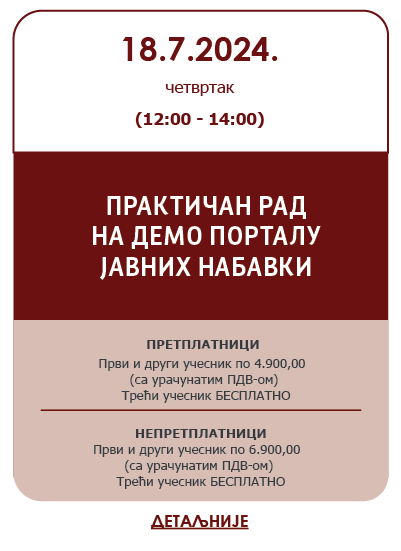 18.7.2024.
четвртак
(12:00 - 14:00)
ПРАКТИЧАН РАД
НА ДЕМО ПОРТАЛУ
ЈАВНИХ НАБАВКИ
ПРЕТПЛАТНИЦИ
Први и други учесник по 4.900,00
(са урачунатим ПДВ-ом)
Трећи учесник БЕСПЛАТНО
НЕПРЕТПЛАТНИЦИ
Први и други учесник по 6.900,00
(са урачунатим ПДВ-ом)
Трећи учесник БЕСПЛАТНО
ДЕТАЉНИЈЕ